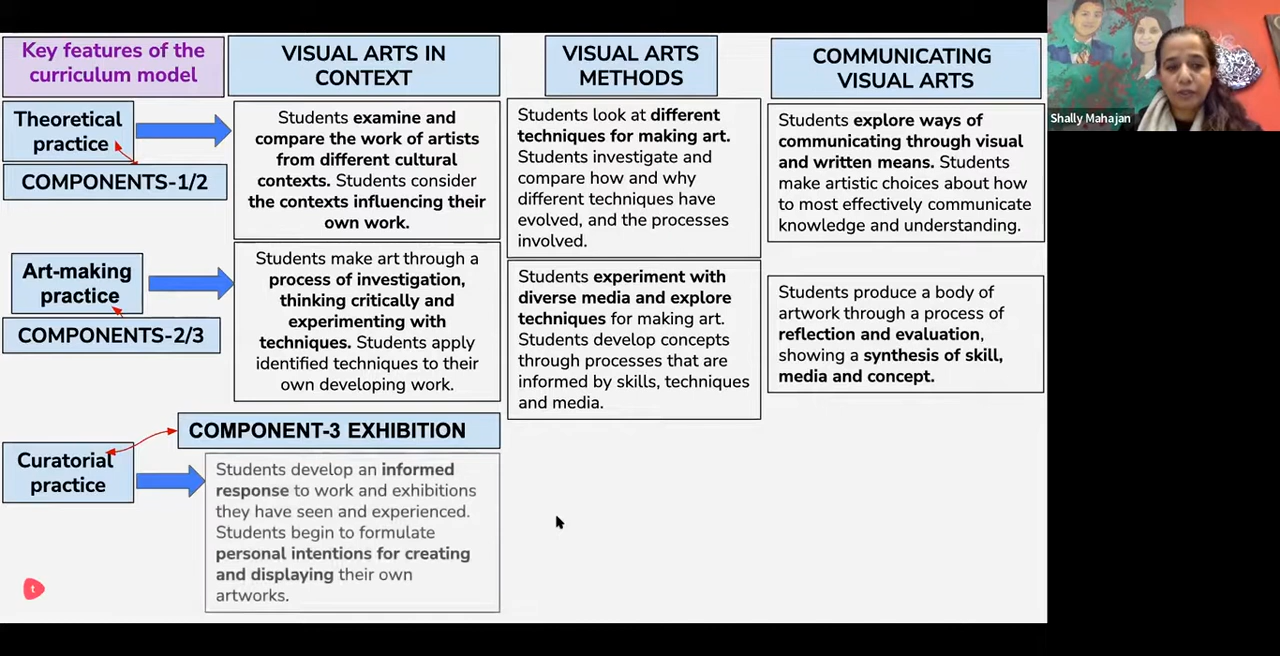 Key features of the
curriculum model
VISUAL ARTS IN
CONTEXT
VISUAL ARTS
METHODS
COMMUNICATING
VISUAL ARTS
Shally Mahajan
Theoretical
practice
COMPONENTS-1/2
Students examine and
compare the work of artists
from different cultural
contexts. Students consider
the contexts influencing their
own work.
Students look at different
techniques for making art.
Students investigate and
compare how and why
different techniques have
evolved, and the processes
involved.
Students explore ways of
communicating through visual
and written means. Students
make artistic choices about how
to most effectively communicate
knowledge and understanding.
Art-making
practice
COMPONENTS-2/3
Students make art through a
process of investigation,
thinking critically and
experimenting with
techniques. Students apply
identified techniques to their
own developing work.
Students experiment with
diverse media and explore
techniques for making art.
Students develop concepts
through processes that are
informed by skills, techniques
and media.
Students produce a body of
artwork through a process of
reflection and evaluation,
showing a synthesis of skill,
media and concept.
COMPONENT-3 EXHIBITION
Curatorial
practice
Students develop an informed
response to work and exhibitions
they have seen and experienced.
Students begin to formulate
personal intentions for creating
and displaying their own
artworks.
t